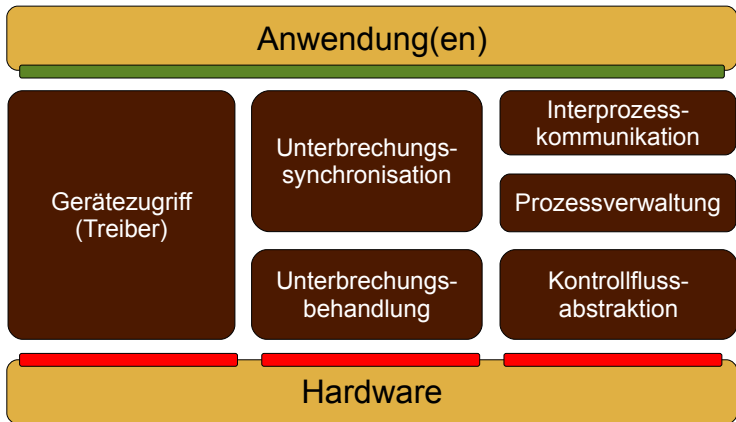 Anwendung(en)
Gerätezugriff
(Treiber)
Unterbrechungs-
synchronisation
Unterbrechungs-
behandlung
Interprozess-
kommunikation
Prozessverwaltung
Kontrollfluss-
abstraktion
Hardware